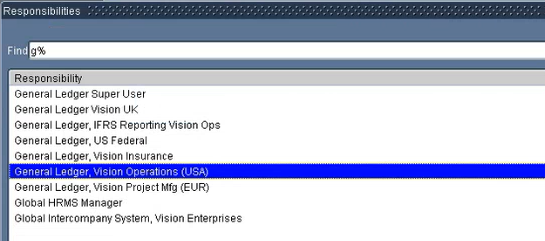 Responsibilities
Find g%
Responsibility
General Ledger Super User
General Ledger Vision UK
General Ledger, IFRS Reporting Vision Ops
General Ledger, US Federal
General Ledger, Vision Insurance
General Ledger, Vision Operations (USA)
General Ledger, Vision Project Mfg (EUR)
Global HRMS Manager
Global Intercompany System, Vision Enterprises